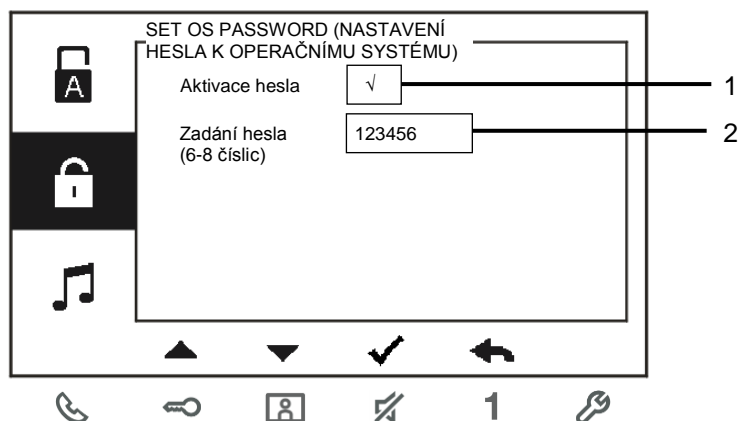 SET OS PASSWORD (NASTAVENÍ
HESLA K OPERAČNÍMU SYSTÉMU)
A
Aktivace hesla √ 1
Zadání hesla 123456 2
(6-8 číslic)
1